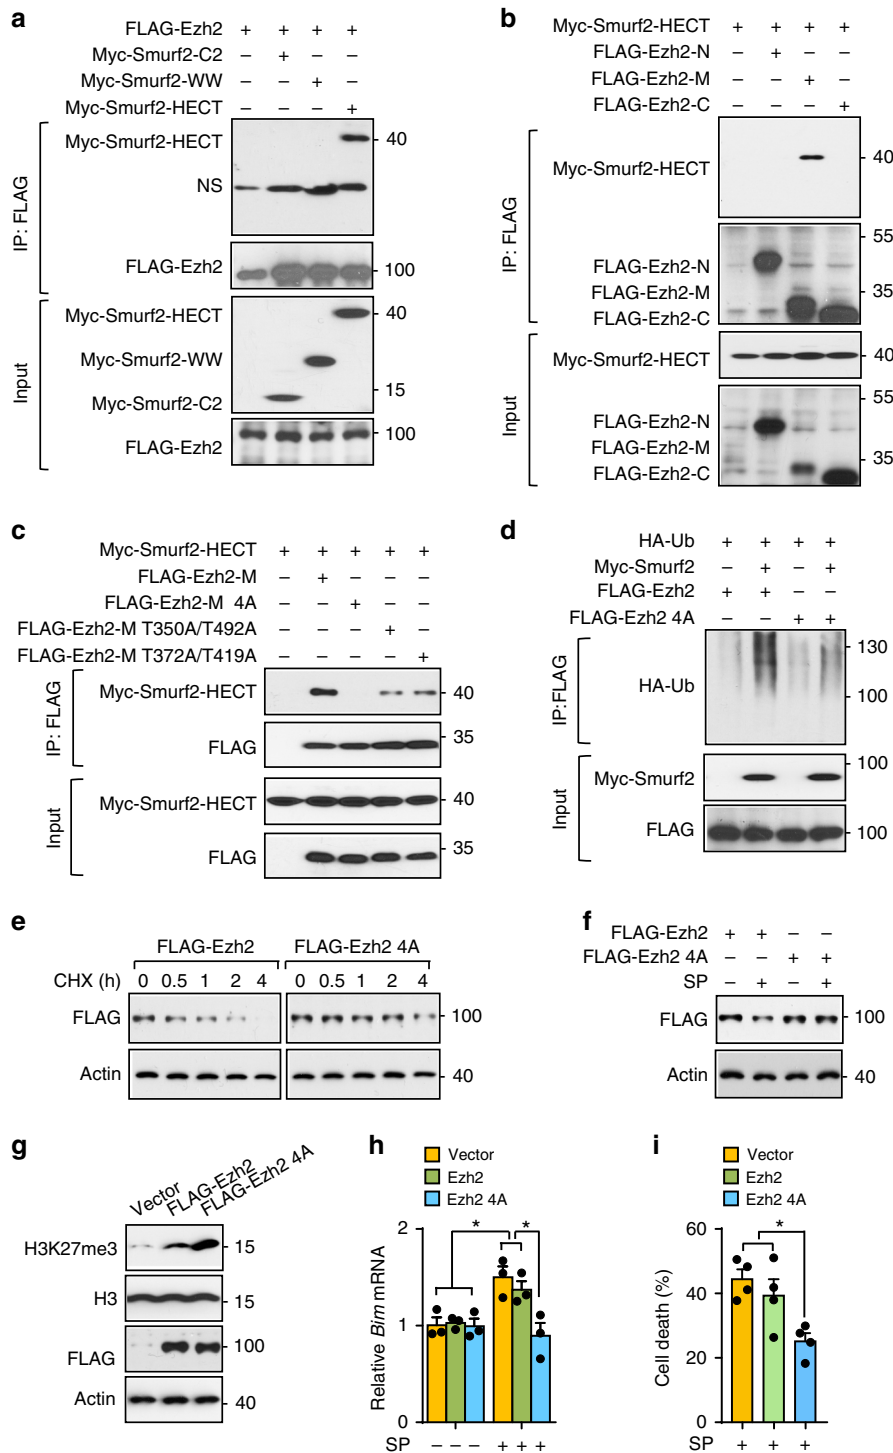 a
FLAG-Ezh2 + + + +
Myc-Smurf2-C2 – + – –
Myc-Smurf2-WW – – + –
Myc-Smurf2-HECT – – – +
IP: FLAG
Myc-Smurf2-HECT 40
NS
FLAG-Ezh2 100
Input
Myc-Smurf2-HECT 40
Myc-Smurf2-WW
15
Myc-Smurf2-C2
FLAG-Ezh2 100
b
Myc-Smurf2-HECT + + + +
FLAG-Ezh2-N – + – –
FLAG-Ezh2-M – – + –
FLAG-Ezh2-C – – – +
IP: FLAG
Myc-Smurf2-HECT 40
55
FLAG-Ezh2-N
FLAG-Ezh2-M 35
FLAG-Ezh2-C
Input
Myc-Smurf2-HECT 40
55
FLAG-Ezh2-N
FLAG-Ezh2-M
35
FLAG-Ezh2-C
c
Myc-Smurf2-HECT + + + + +
FLAG-Ezh2-M – + – – –
FLAG-Ezh2-M 4A – – + – –
FLAG-Ezh2-M T350A/T492A – – – + –
FLAG-Ezh2-M T372A/T419A – – – – +
IP: FLAG
Myc-Smurf2-HECT 40
35
FLAG
Input
Myc-Smurf2-HECT 40
35
FLAG
d
HA-Ub + + + +
Myc-Smurf2 – + – +
FLAG-Ezh2 + + – –
FLAG-Ezh2 4A – – + +
IP:FLAG
130
HA-Ub
100
Input
100
Myc-Smurf2
FLAG 100
e
FLAG-Ezh2 FLAG-Ezh2 4A
CHX (h) 0 0.5 1 2 4 0 0.5 1 2 4
FLAG 100
Actin 40
f
FLAG-Ezh2 + + – –
FLAG-Ezh2 4A – – + +
SP – + – +
FLAG 100
Actin 40
g
Vector FLAG-Ezh2 FLAG-Ezh2 4A
H3K27me3 15
H3 15
FLAG 100
Actin 40
h
Vector
Ezh2
Ezh2 4A
Relative Bim mRNA
2
1
0
* *
SP – – – + + +
i
Vector
Ezh2
Ezh2 4A
Cell death (%)
60
40
20
0
*
SP + + +